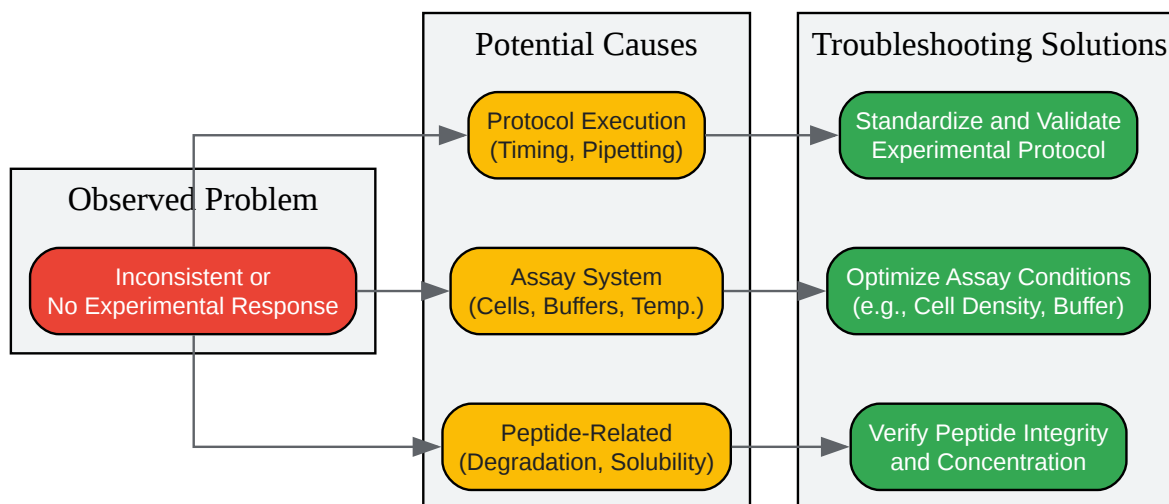 Observed Problem
Inconsistent or
No Experimental Response
Potential Causes
Protocol Execution
(Timing, Pipetting)
Assay System
(Cells, Buffers, Temp.)
Peptide-Related
(Degradation, Solubility)
Troubleshooting Solutions
Standardize and Validate
Experimental Protocol
Optimize Assay Conditions
(e.g., Cell Density, Buffer)
Verify Peptide Integrity
and Concentration